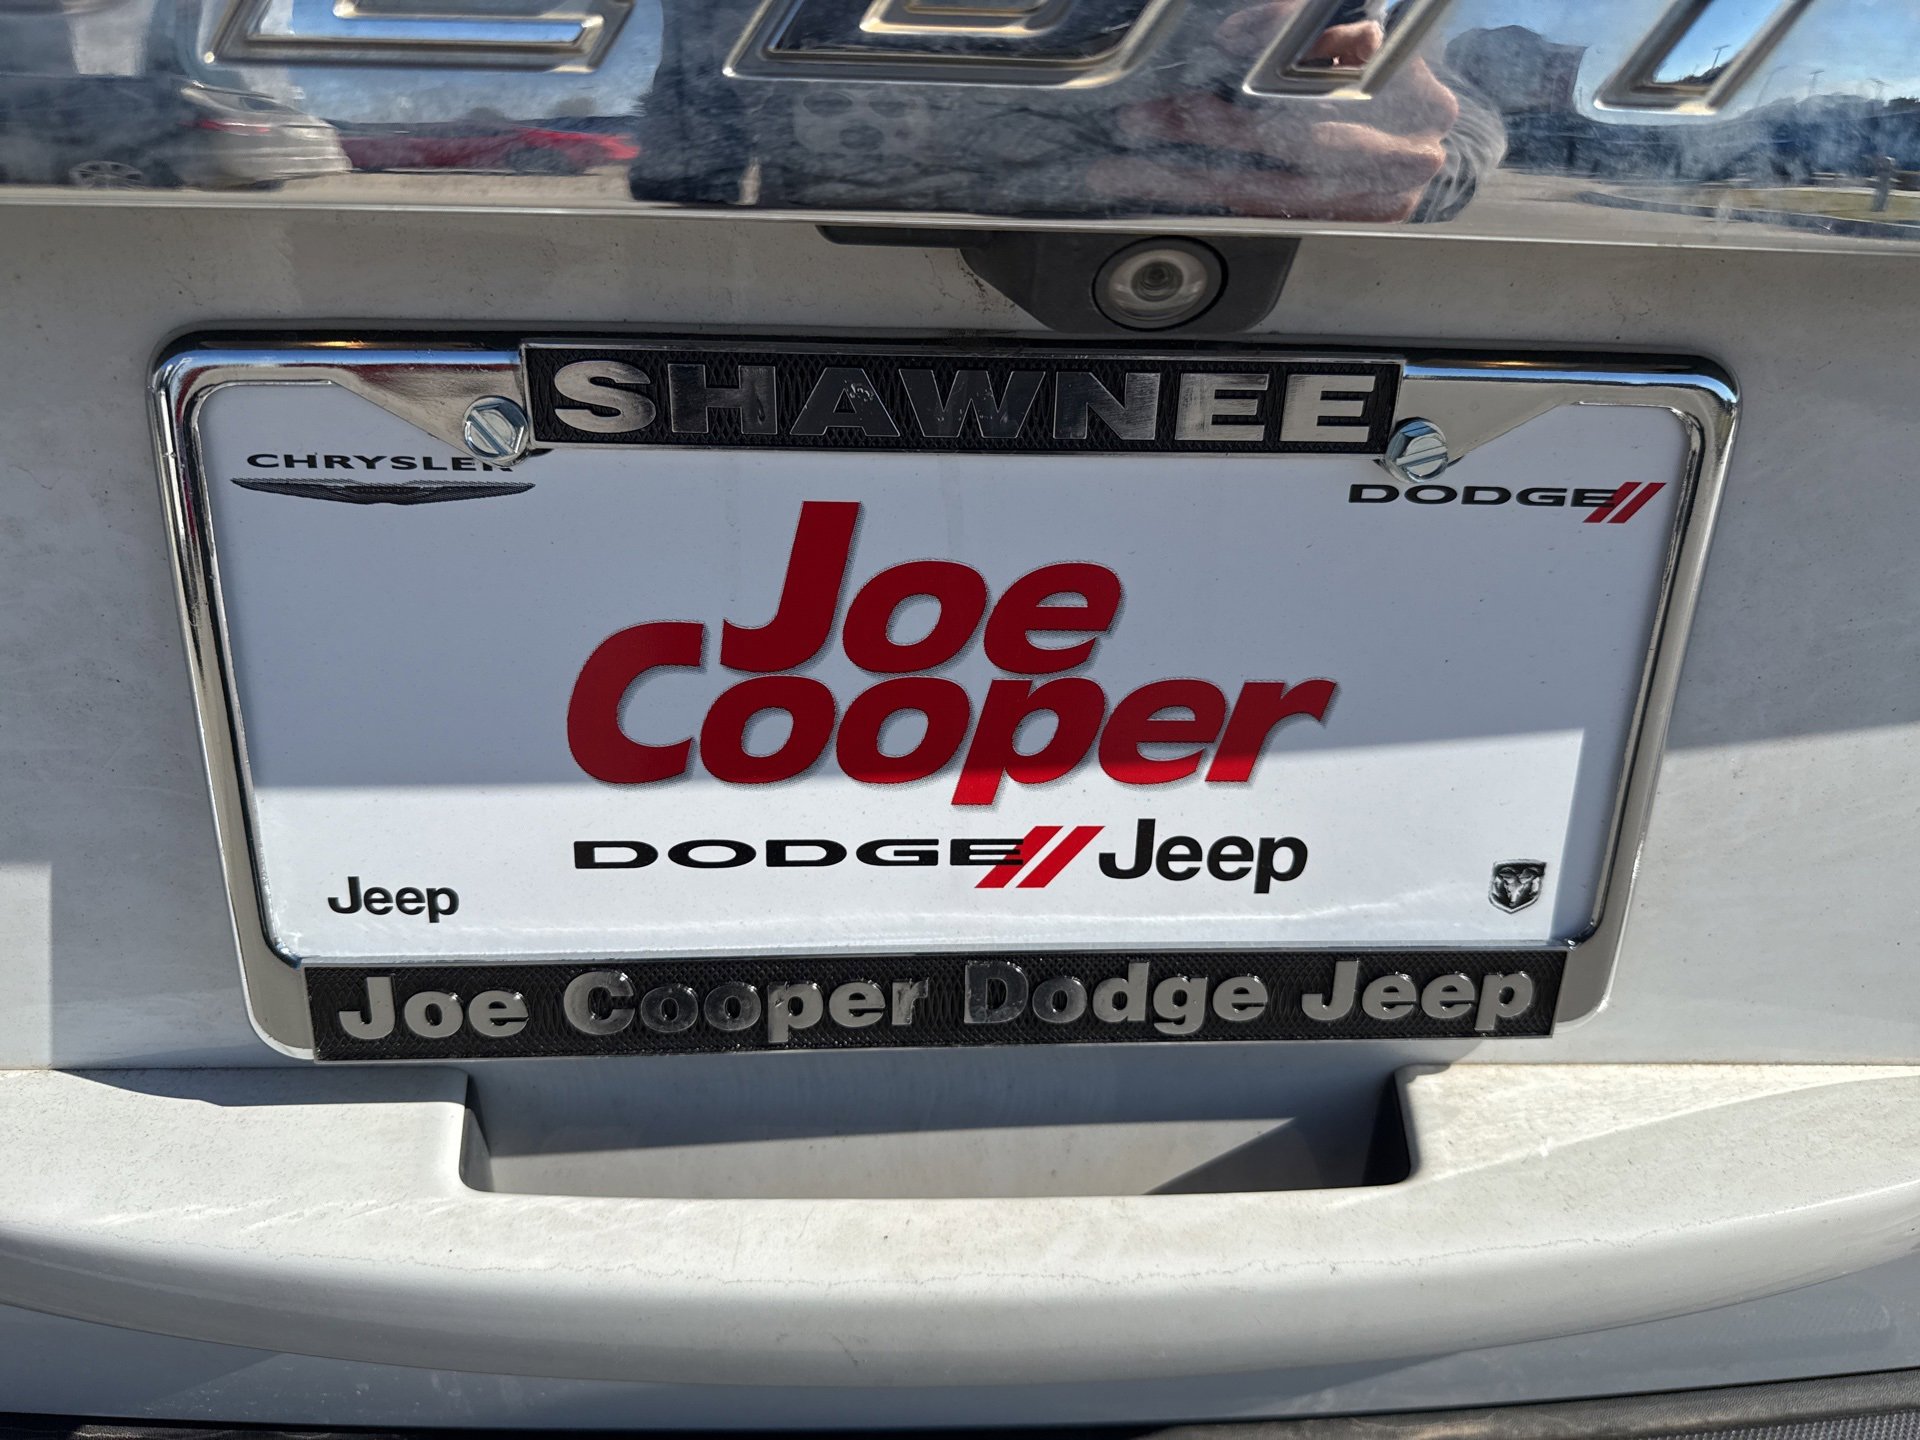 SHAWNEE
CHRYSLER
DODGE
Joe
Cooper
DODGE Jeep
Jeep
Joe Cooper Dodge Jeep